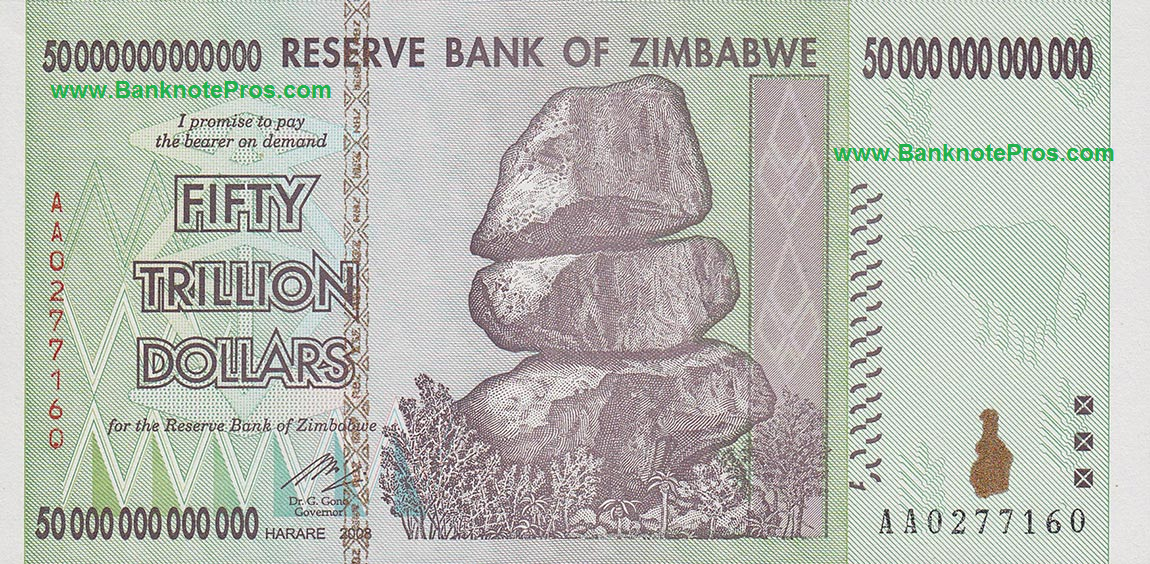 50000000000000 RESERVE BANK OF ZIMBABWE 50 000 000 000 000
www.BanknotePros.com
I promise to pay
the bearer on demand
www.BanknotePros.com
FIFTY
TRILLION
DOLLARS
AA0277160
for the Reserve Bank of Zimbabwe
Dr. G. Gono
Governor
50 000 000 000 000 HARARE 2008
AA0277160